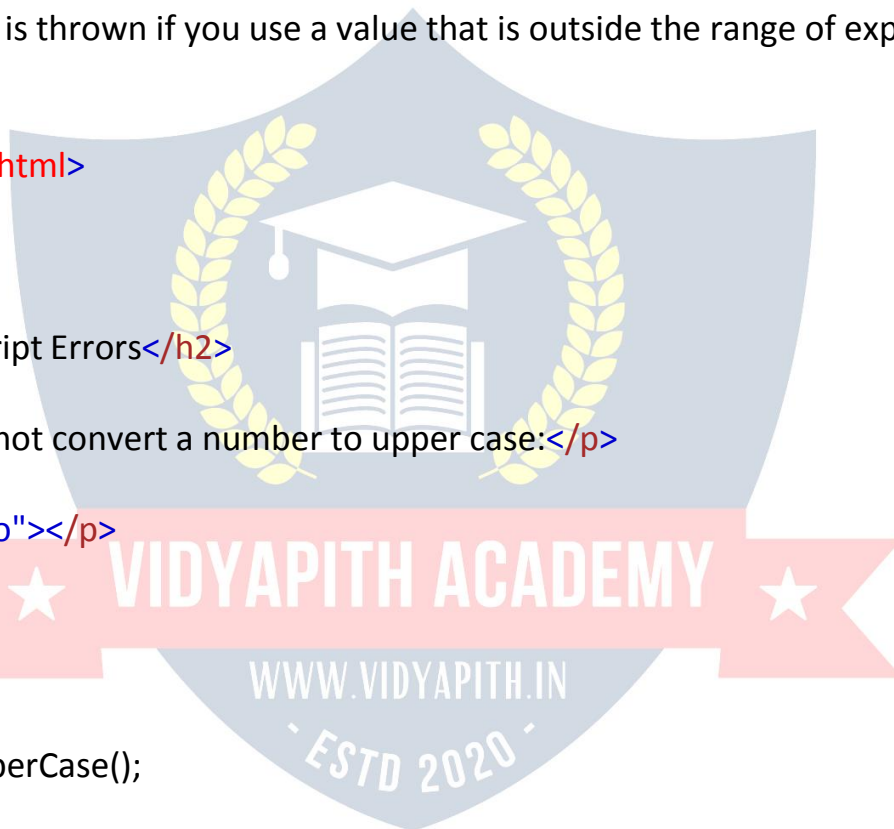 is thrown if you use a value that is outside the range of exp
html>
ript Errors</h2>
not convert a number to upper case:</p>
o"></p>
VIDYAPITH ACADEMY
WWW.VIDYAPITH.IN
- ESTD 2020 -
perCase();